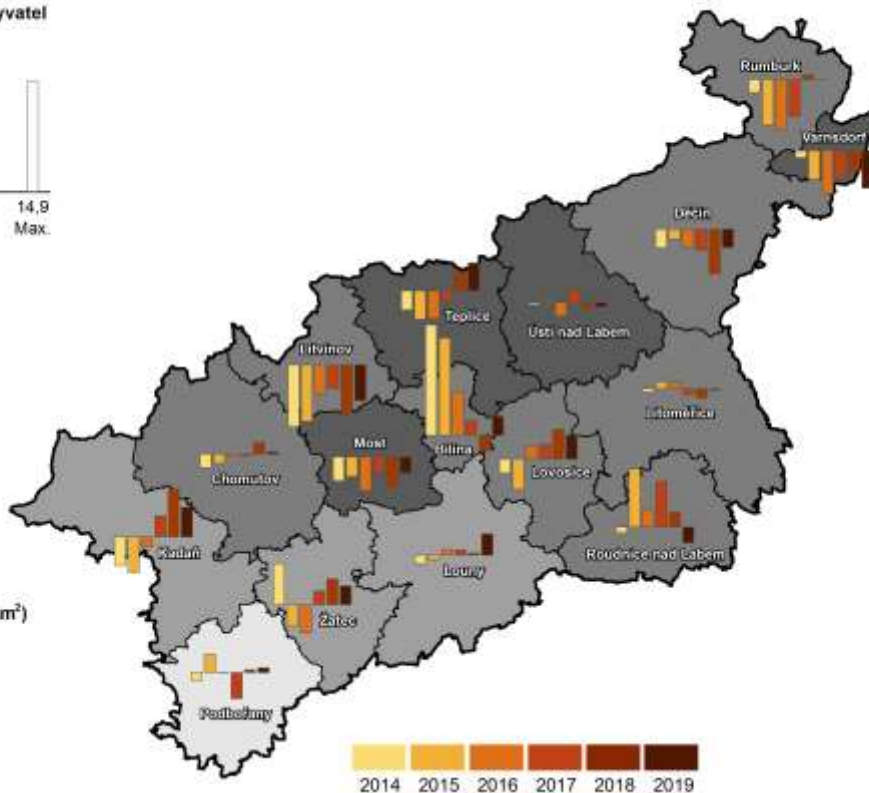 yvatel
14,9
Max.
Rumburk
Varnsdorf
Děčín
Teplice
Ústí nad Labem
Litvínov
Litoměřice
Most
Bílina
Lovosice
Chomutov
Kadaň
Louny
Roudnice nad Labem
Žatec
m²)
Podbořany
2014 2015 2016 2017 2018 2019